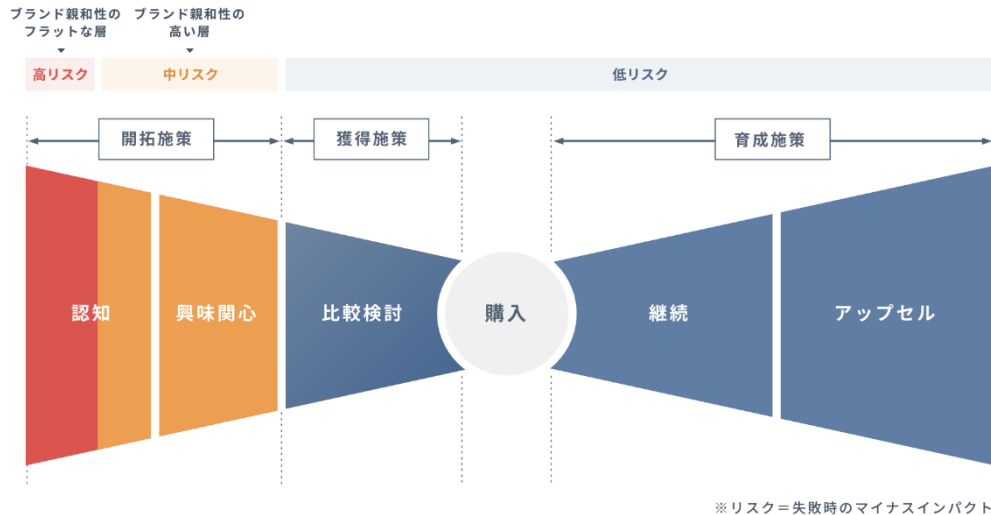 ブランド親和性の
フラットな層
ブランド親和性の
高い層
高リスク
中リスク
低リスク
開拓施策
獲得施策
育成施策
認知
興味関心
比較検討
購入
継続
アップセル
※リスク＝失敗時のマイナスインパクト